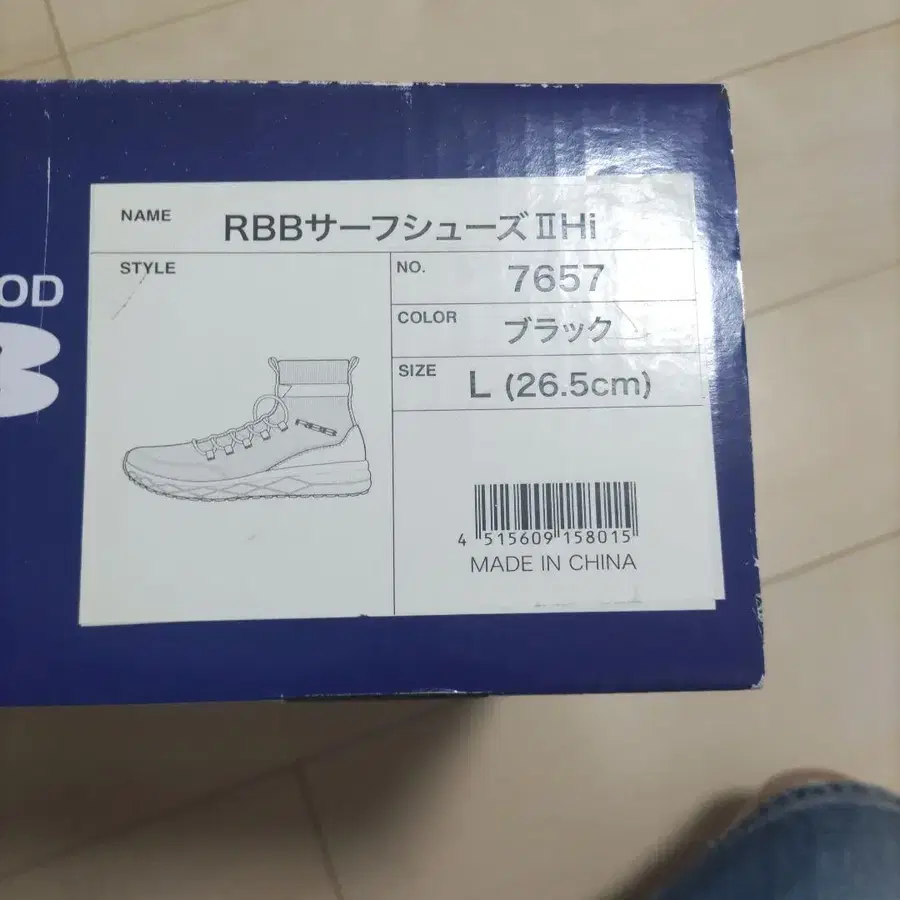 OD
B
NAME RBBサーフシューズⅡHi
STYLE
RBB
NO. 7657
COLOR ブラック
SIZE L (26.5cm)
4 515609 158015
MADE IN CHINA